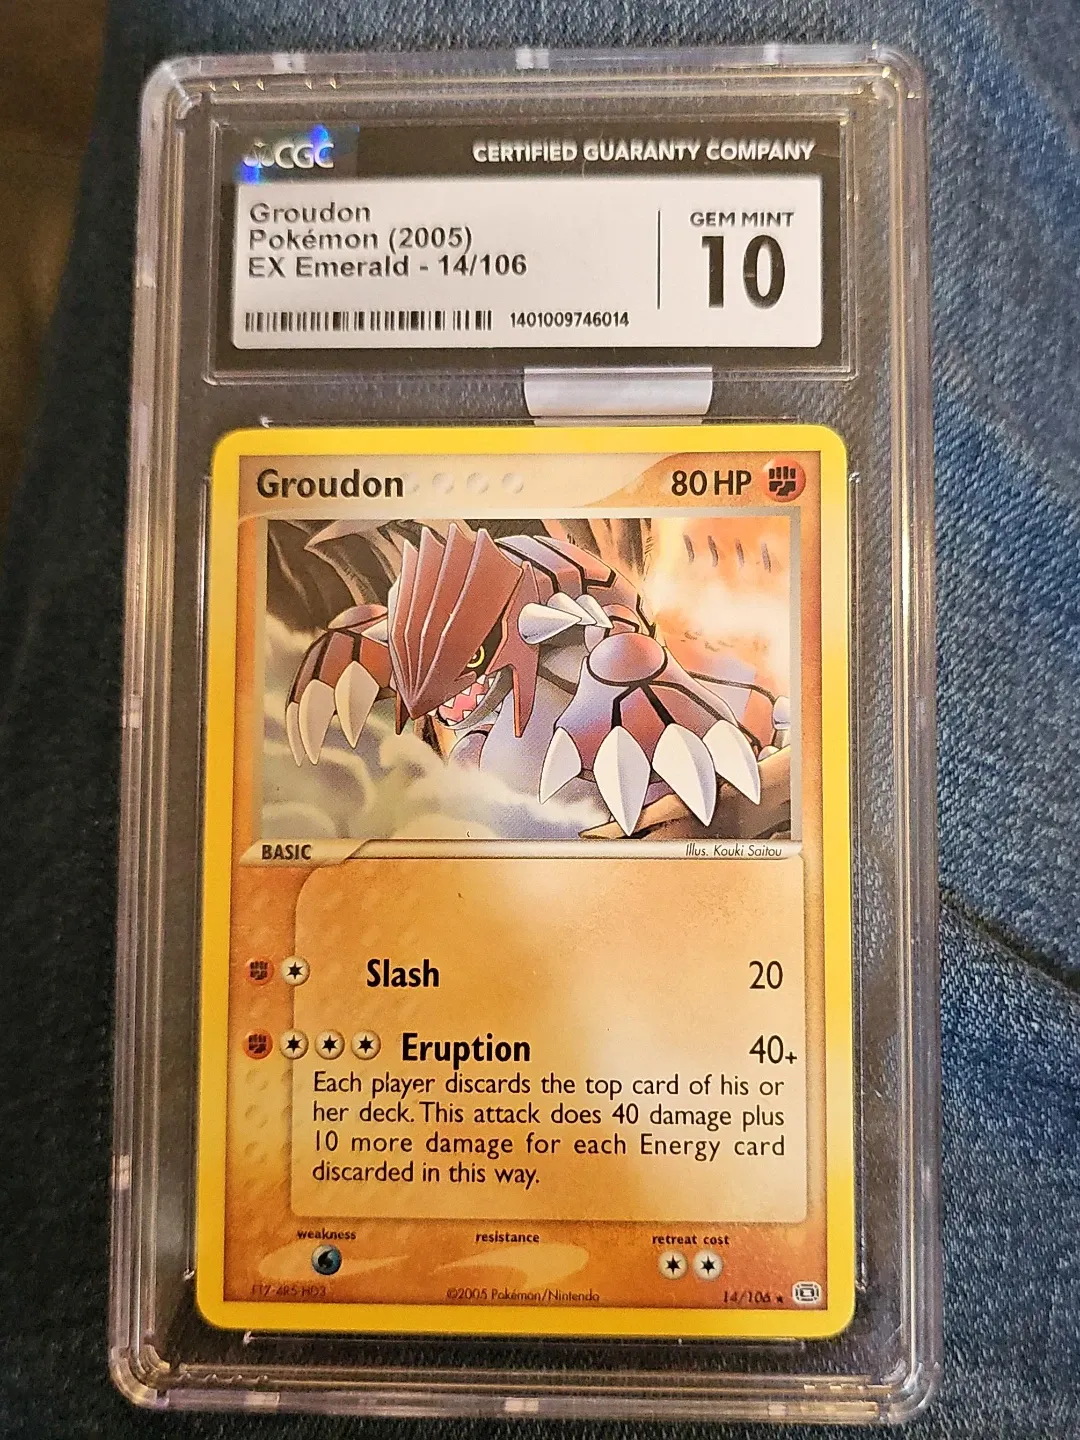 CGC
CERTIFIED GUARANTY COMPANY
Groudon
Pokémon (2005)
EX Emerald - 14/106
GEM MINT
10
1401009746014
Groudon
80 HP
BASIC
Illus. Kouki Saitou
Slash 20
Eruption 40+
Each player discards the top card of his or
her deck. This attack does 40 damage plus
10 more damage for each Energy card
discarded in this way.
weakness resistance retreat cost
©2005 Pokémon/Nintendo
14/106 ★